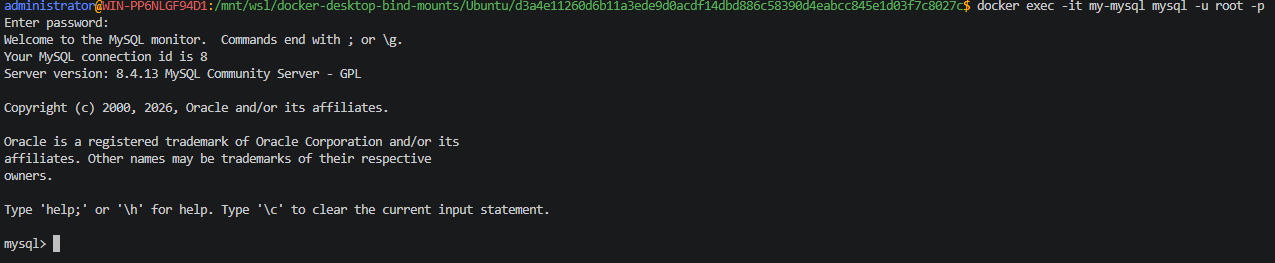 administrator@WIN-PP6NLGF94D1:/mnt/wsl/docker-desktop-bind-mounts/Ubuntu/d3a4e11260d6b11a3ede9d0acdf14dbd886c58390d4eabcc845e1d03f7c8027c$ docker exec -it my-mysql mysql -u root -p
Enter password:
Welcome to the MySQL monitor.  Commands end with ; or \g.
Your MySQL connection id is 8
Server version: 8.4.13 MySQL Community Server - GPL

Copyright (c) 2000, 2026, Oracle and/or its affiliates.

Oracle is a registered trademark of Oracle Corporation and/or its
affiliates. Other names may be trademarks of their respective
owners.

Type 'help;' or '\h' for help. Type '\c' to clear the current input statement.

mysql>